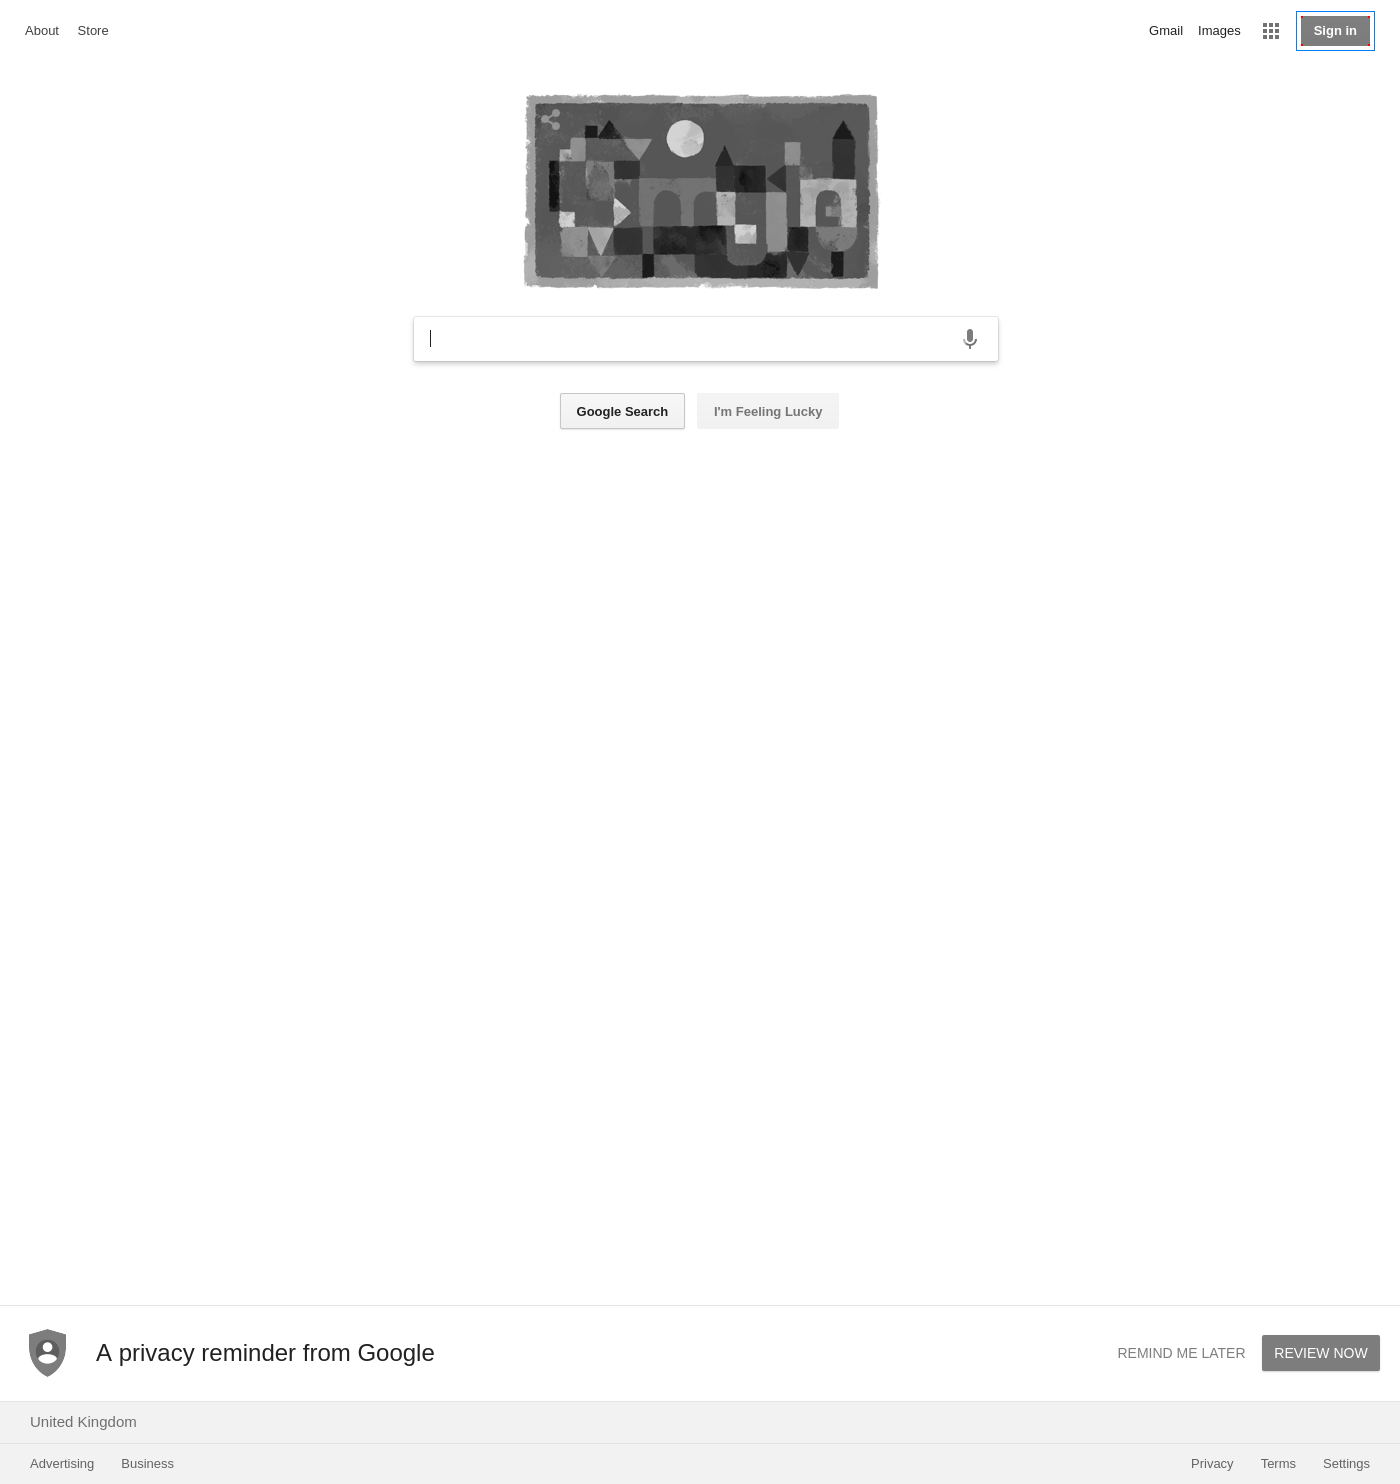 About Store Gmail Images Sign in
Google Search I'm Feeling Lucky
A privacy reminder from Google REMIND ME LATER REVIEW NOW
United Kingdom
Advertising Business Privacy Terms Settings